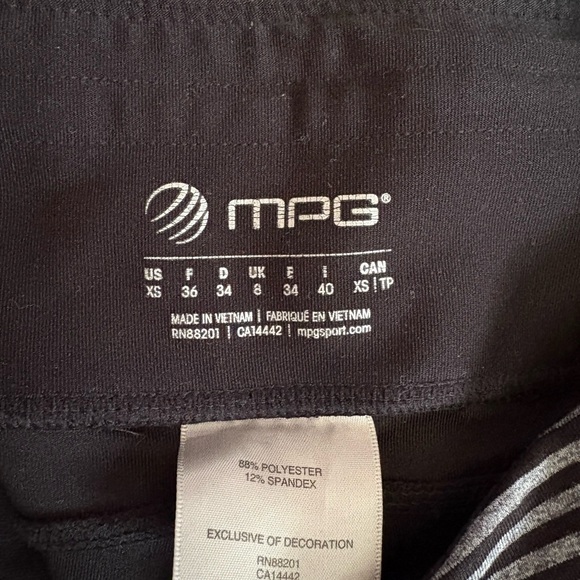 MPG®
US F D UK E I CAN
XS 36 34 8 34 40 XS | TP
MADE IN VIETNAM | FABRIQUÉ EN VIETNAM
RN88201 | CA14442 | mpgsport.com
88% POLYESTER
12% SPANDEX
EXCLUSIVE OF DECORATION
RN88201
CA14442